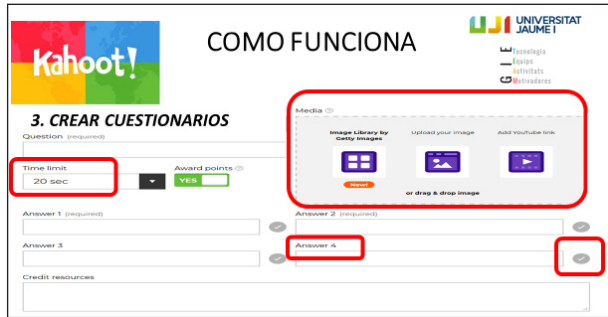 Kahoot!
COMO FUNCIONA
UJI UNIVERSITAT
JAUME I
GIE
Tecnologia
Equips
Activitats
Motivadores
3. CREAR CUESTIONARIOS
Question (required)
Media
Image Library by
Getty Images
Upload your image
Add YouTube link
New!
or drag & drop image
Time limit
20 sec
Award points
YES
Answer 1 (required)
Answer 2 (required)
Answer 3
Answer 4
Credit resources